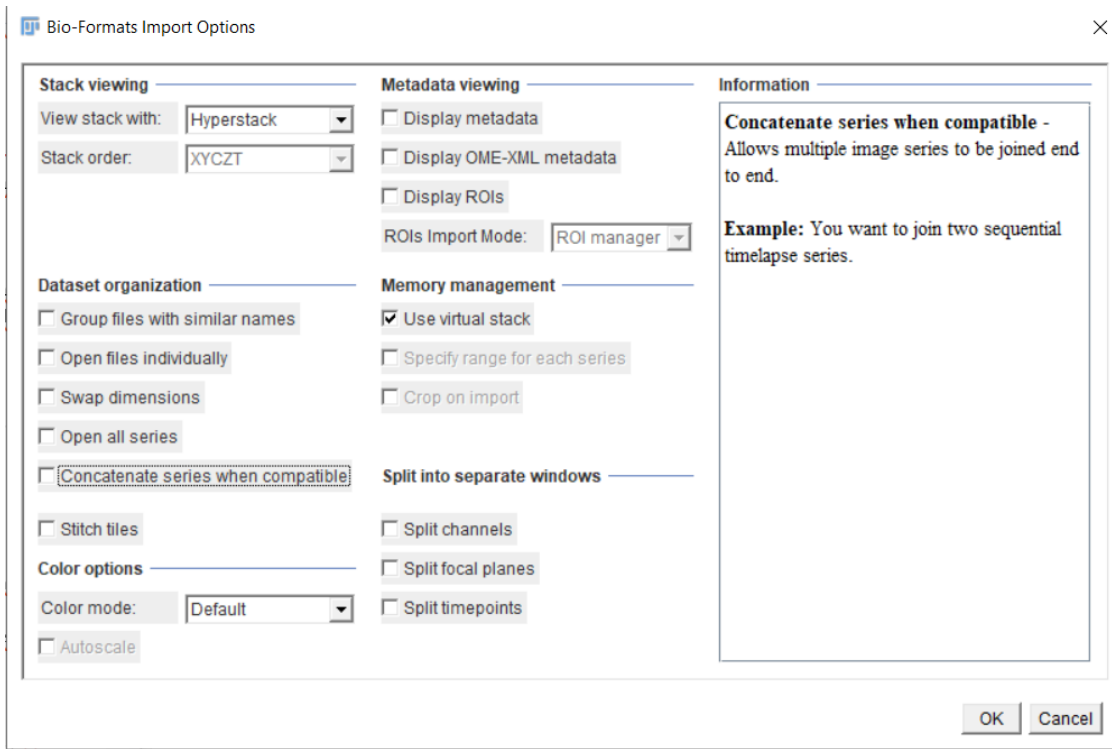 Bio-Formats Import Options
Stack viewing
View stack with: Hyperstack
Stack order: XYCZT
Metadata viewing
Display metadata
Display OME-XML metadata
Display ROIs
ROIs Import Mode: ROI manager
Information
Concatenate series when compatible -
Allows multiple image series to be joined end
to end.
Example: You want to join two sequential
timelapse series.
Dataset organization
Group files with similar names
Open files individually
Swap dimensions
Open all series
Concatenate series when compatible
Stitch tiles
Memory management
Use virtual stack
Specify range for each series
Crop on import
Color options
Color mode: Default
Autoscale
Split into separate windows
Split channels
Split focal planes
Split timepoints
OK
Cancel